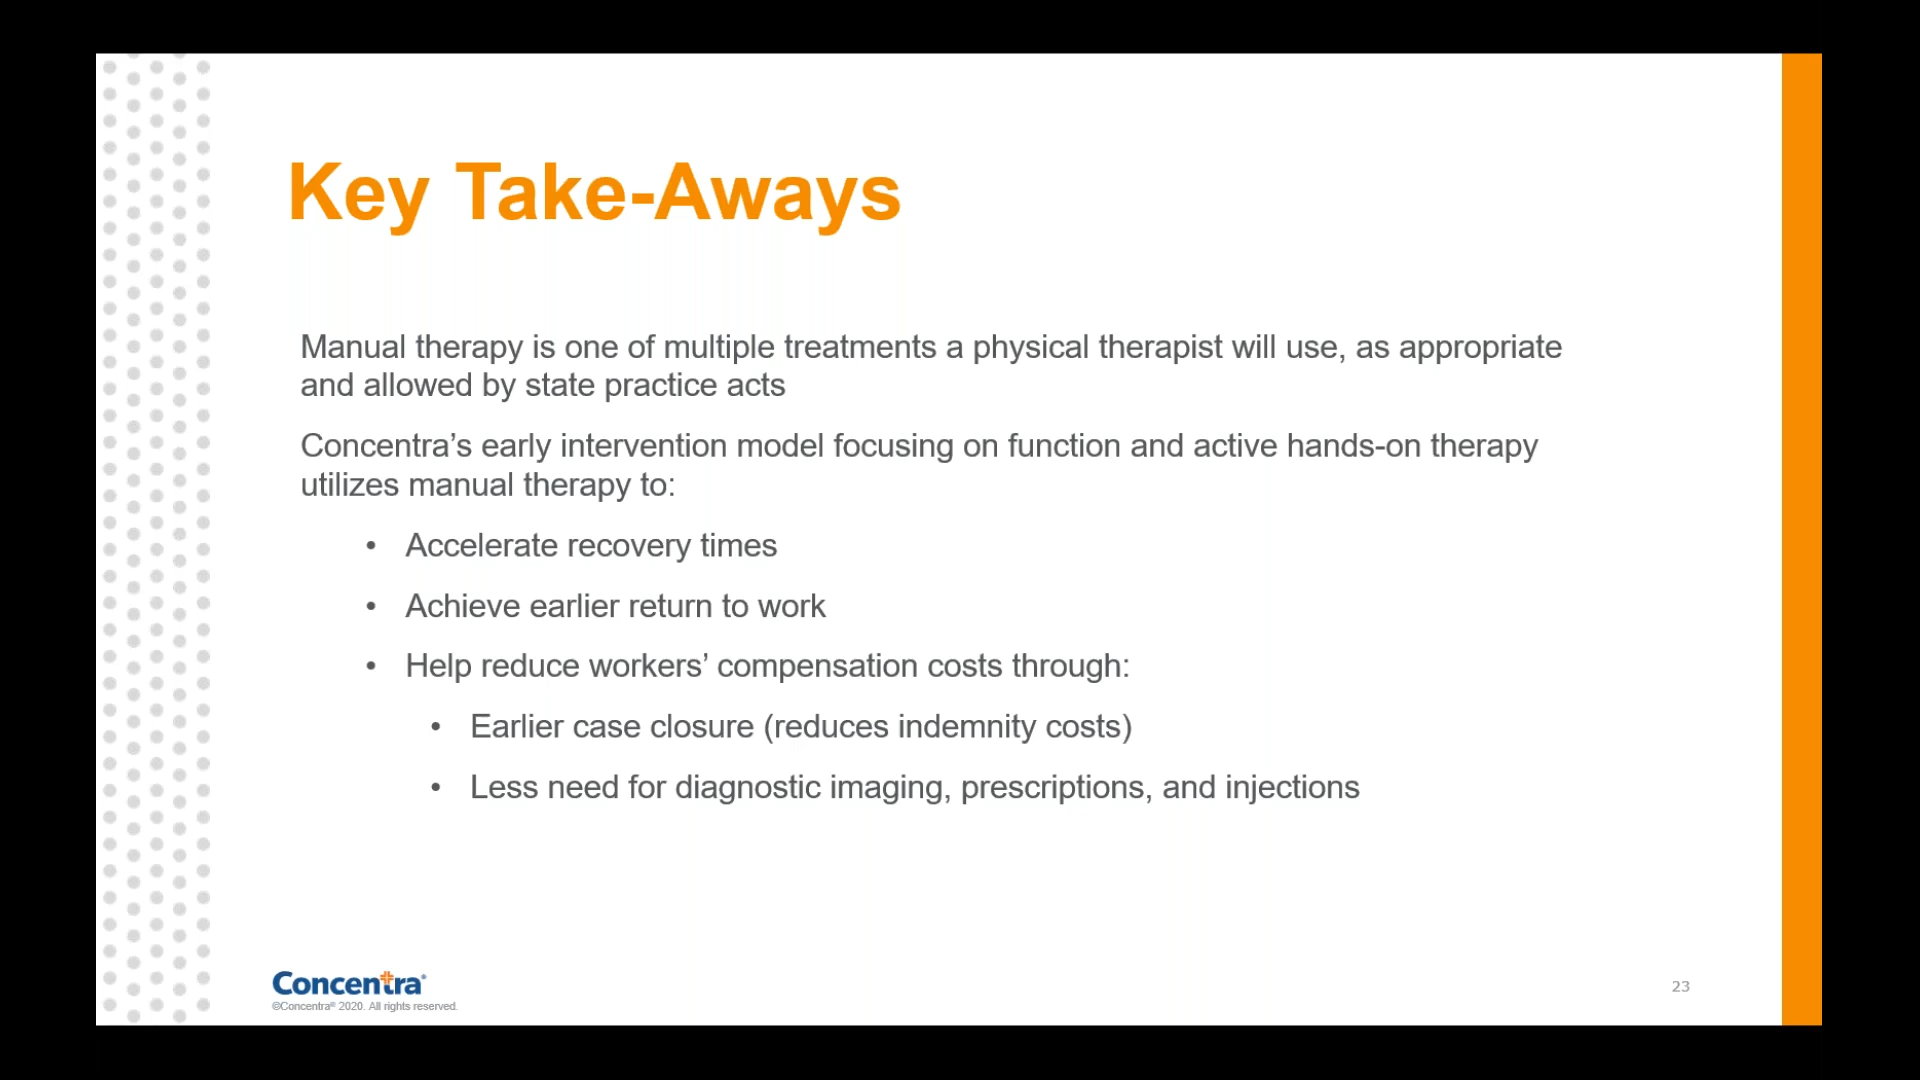 Key Take-Aways
Manual therapy is one of multiple treatments a physical therapist will use, as appropriate
and allowed by state practice acts
Concentra’s early intervention model focusing on function and active hands-on therapy
utilizes manual therapy to:
• Accelerate recovery times
• Achieve earlier return to work
• Help reduce workers’ compensation costs through:
• Earlier case closure (reduces indemnity costs)
• Less need for diagnostic imaging, prescriptions, and injections
Concentra®
©Concentra® 2020. All rights reserved.
23